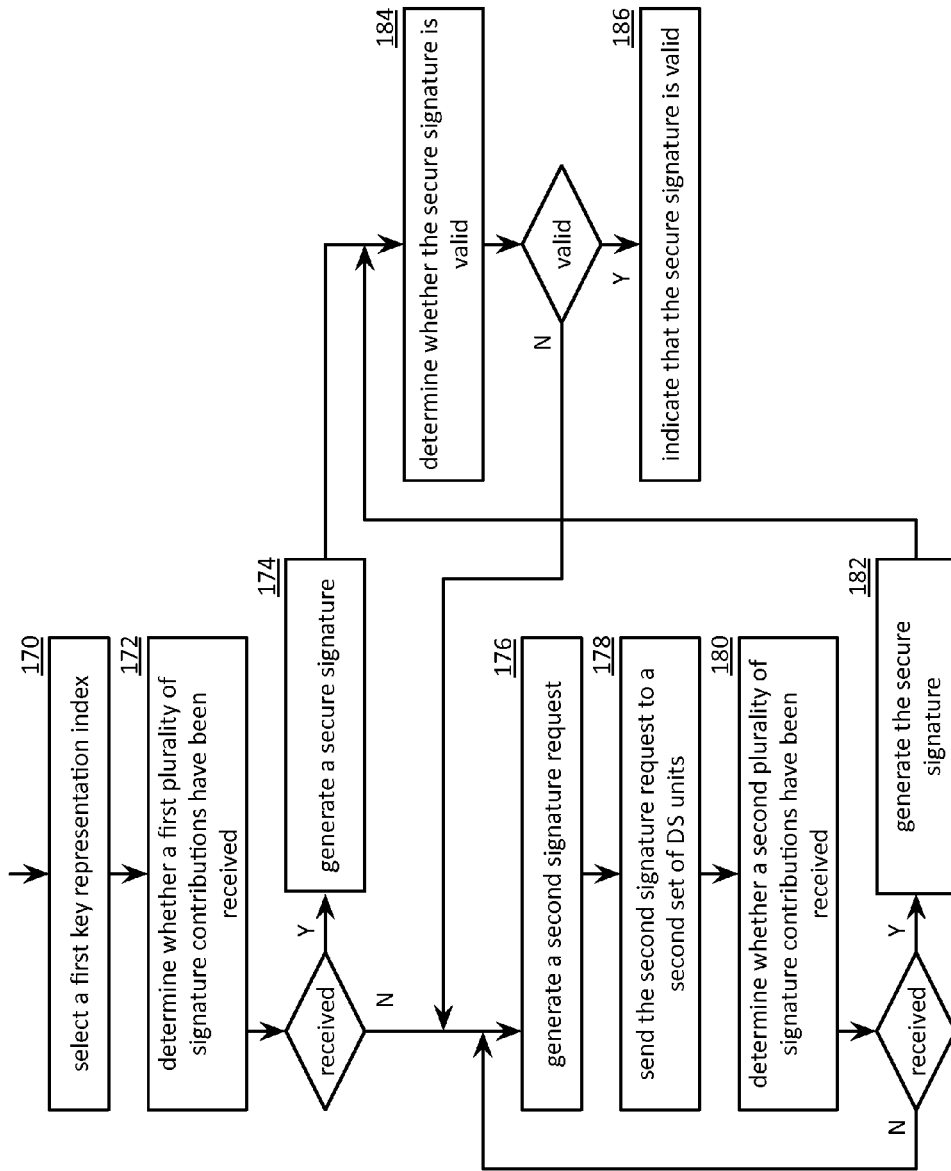 170
select a first key representation index
172
determine whether a first plurality of
signature contributions have been
received
received
Y
N
174
generate a secure signature
176
generate a second signature request
178
send the second signature request to a
second set of DS units
180
determine whether a second plurality of
signature contributions have been
received
received
Y
N
182
generate the secure
signature
184
determine whether the secure signature is
valid
valid
N
Y
186
indicate that the secure signature is valid